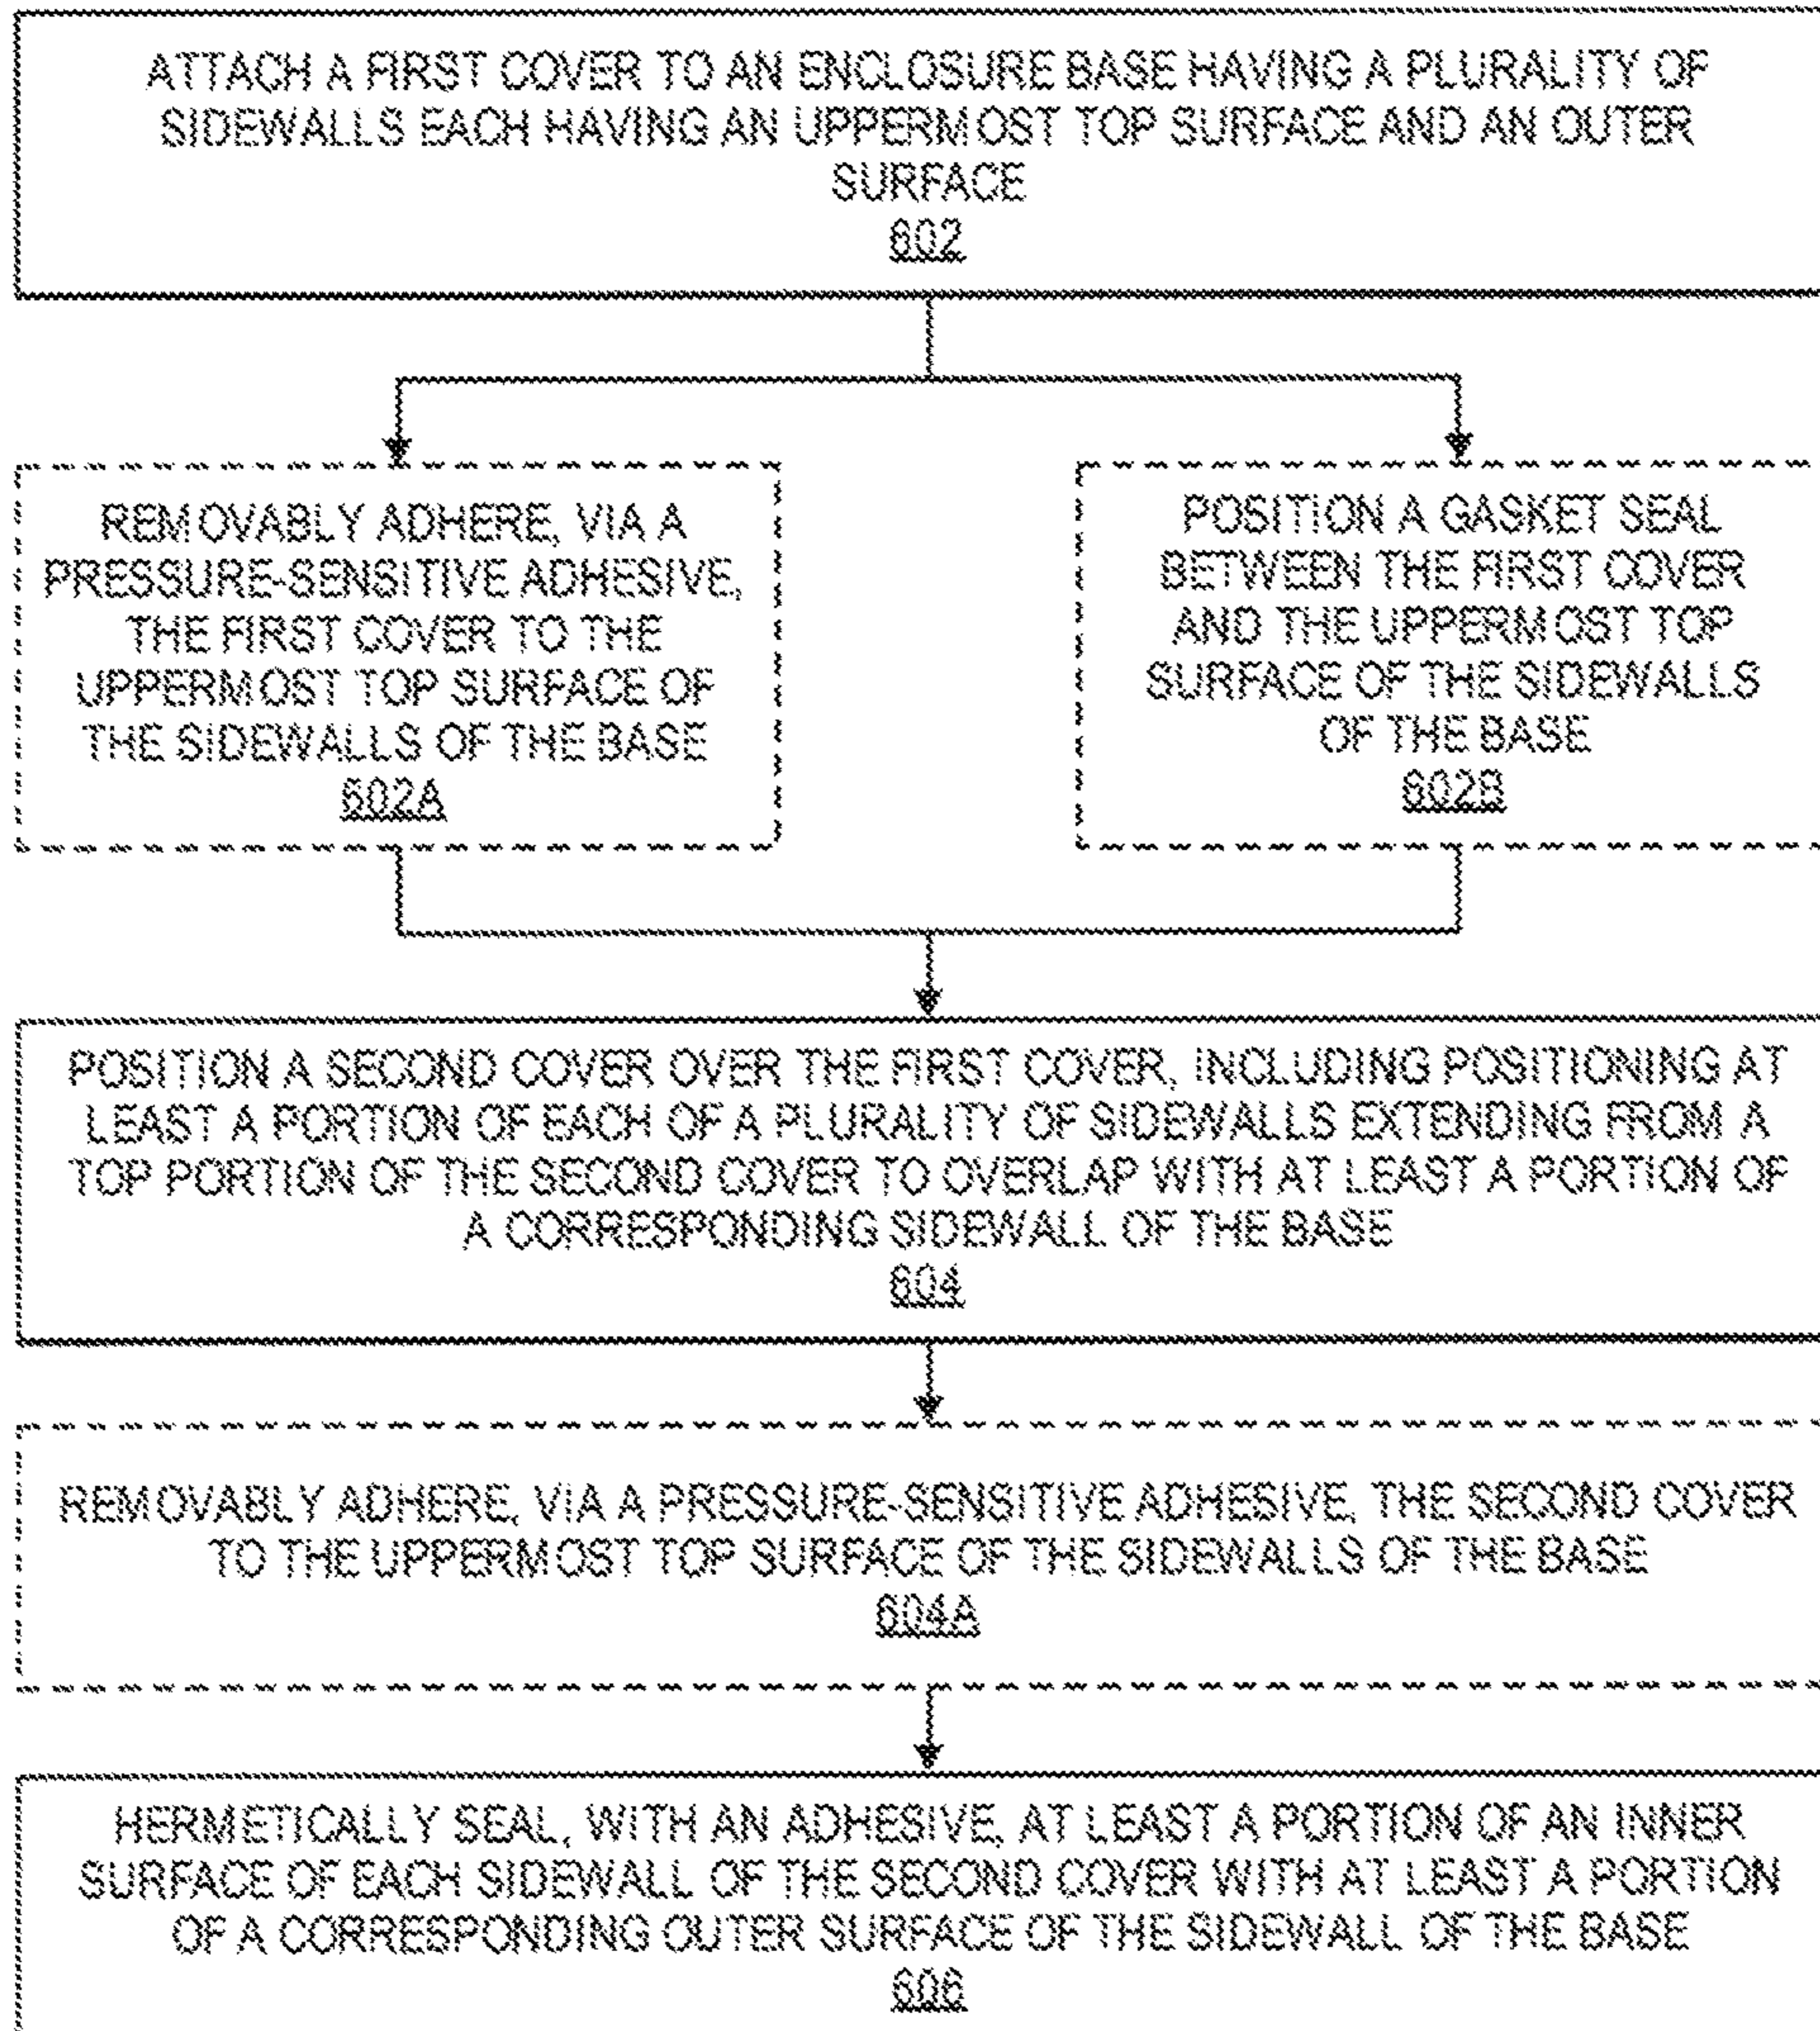 ATTACH A FIRST COVER TO AN ENCLOSURE BASE HAVING A PLURALITY OF
SIDEWALLS EACH HAVING AN UPPERMOST TOP SURFACE AND AN OUTER
SURFACE
602
REMOVABLY ADHERE, VIA A
PRESSURE-SENSITIVE ADHESIVE,
THE FIRST COVER TO THE
UPPERMOST TOP SURFACE OF
THE SIDEWALLS OF THE BASE
602A
POSITION A GASKET SEAL
BETWEEN THE FIRST COVER
AND THE UPPERMOST TOP
SURFACE OF THE SIDEWALLS
OF THE BASE
602B
POSITION A SECOND COVER OVER THE FIRST COVER, INCLUDING POSITIONING AT
LEAST A PORTION OF EACH OF A PLURALITY OF SIDEWALLS EXTENDING FROM A
TOP PORTION OF THE SECOND COVER TO OVERLAP WITH AT LEAST A PORTION OF
A CORRESPONDING SIDEWALL OF THE BASE
604
REMOVABLY ADHERE, VIA A PRESSURE-SENSITIVE ADHESIVE, THE SECOND COVER
TO THE UPPERMOST TOP SURFACE OF THE SIDEWALLS OF THE BASE
604A
HERMETICALLY SEAL, WITH AN ADHESIVE, AT LEAST A PORTION OF AN INNER
SURFACE OF EACH SIDEWALL OF THE SECOND COVER WITH AT LEAST A PORTION
OF A CORRESPONDING OUTER SURFACE OF THE SIDEWALL OF THE BASE
606